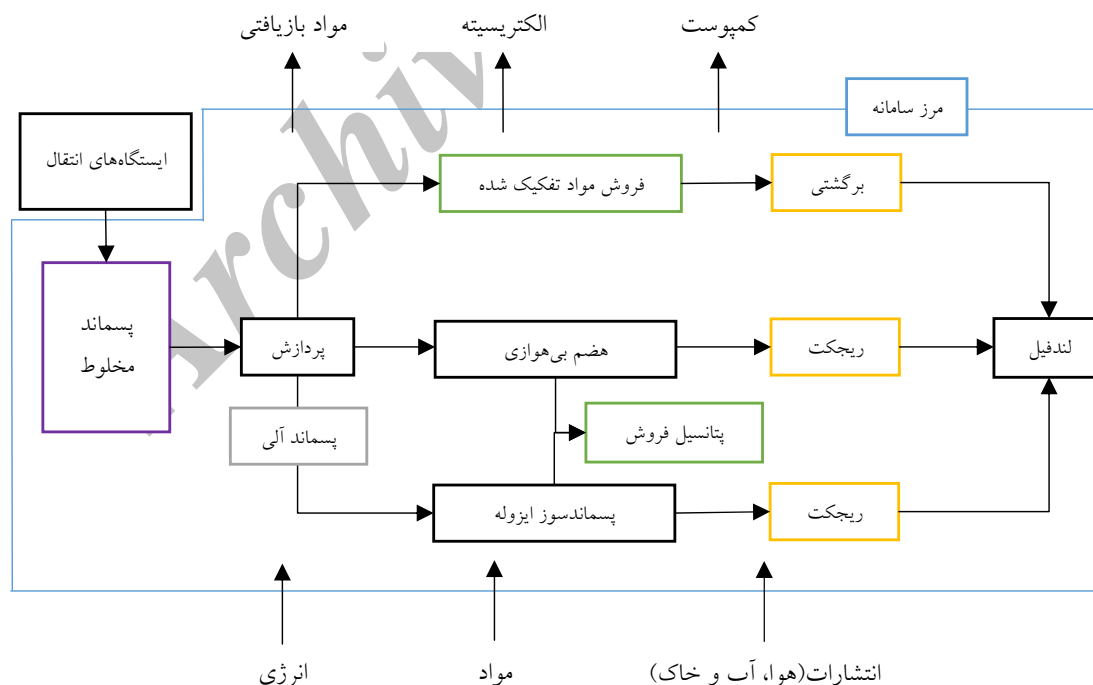 مواد بازیافتی
الکتریسیته
کمپوست
مرز سامانه
ایستگاه‌های انتقال
فروش مواد تفکیک شده
برگشتی
پسماند
مخلوط
پردازش
هضم بی‌هوازی
ریجکت
لندفیل
پسماند آلی
پتانسیل فروش
پسماندسوز ایزوله
ریجکت
انرژی
مواد
انتشارات(هوا، آب و خاک)
Archiv